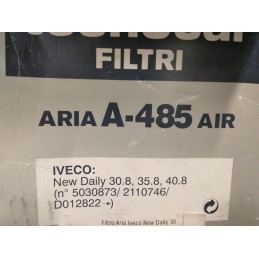 FILTRI
ARIA A-485 AIR
IVECO:
New Daily 30.8, 35.8, 40.8
(n° 5030873/ 2110746/
D012822→)
Filtro Aria Iveco New Daily 30